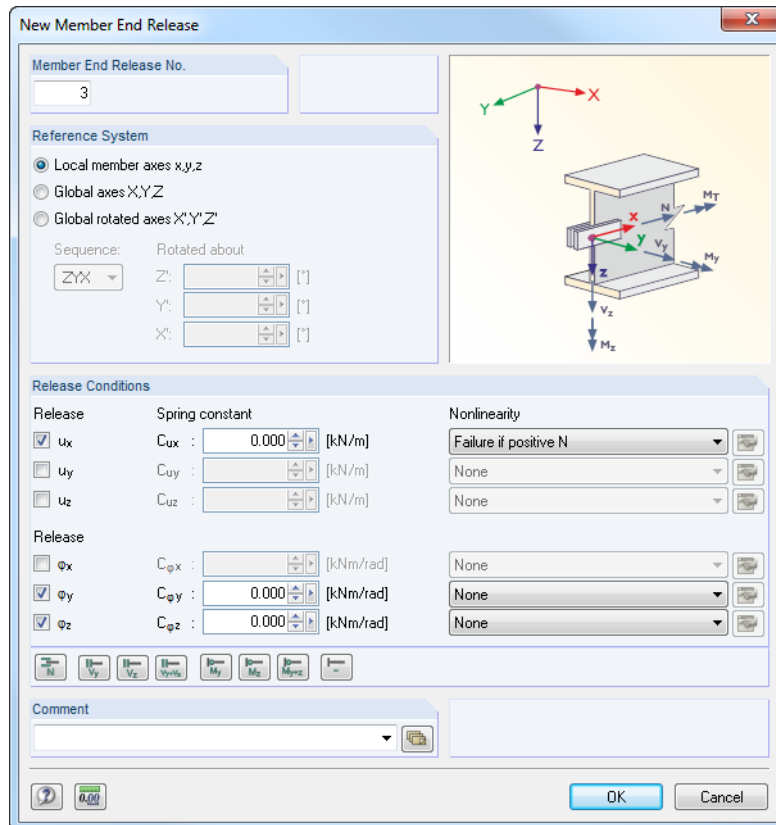 New Member End Release
x
Member End Release No.
3
Reference System
Local member axes x,y,z
Global axes X,Y,Z
Global rotated axes X',Y',Z'
Sequence: Rotated about
ZYX Z': [°]
Y': [°]
X': [°]
X
Y
Z
MT
N
x
y
Vy
My
z
Vz
Mz
Release Conditions
Release Spring constant Nonlinearity
ux Cux : 0.000 [kN/m] Failure if positive N
uy Cuy : [kN/m] None
uz Cuz : [kN/m] None
Release
φx Cφx : [kNm/rad] None
φy Cφy : 0.000 [kNm/rad] None
φz Cφz : 0.000 [kNm/rad] None
N Vy Vz Vy+Vz My Mz My+z -
Comment
0.00 OK Cancel